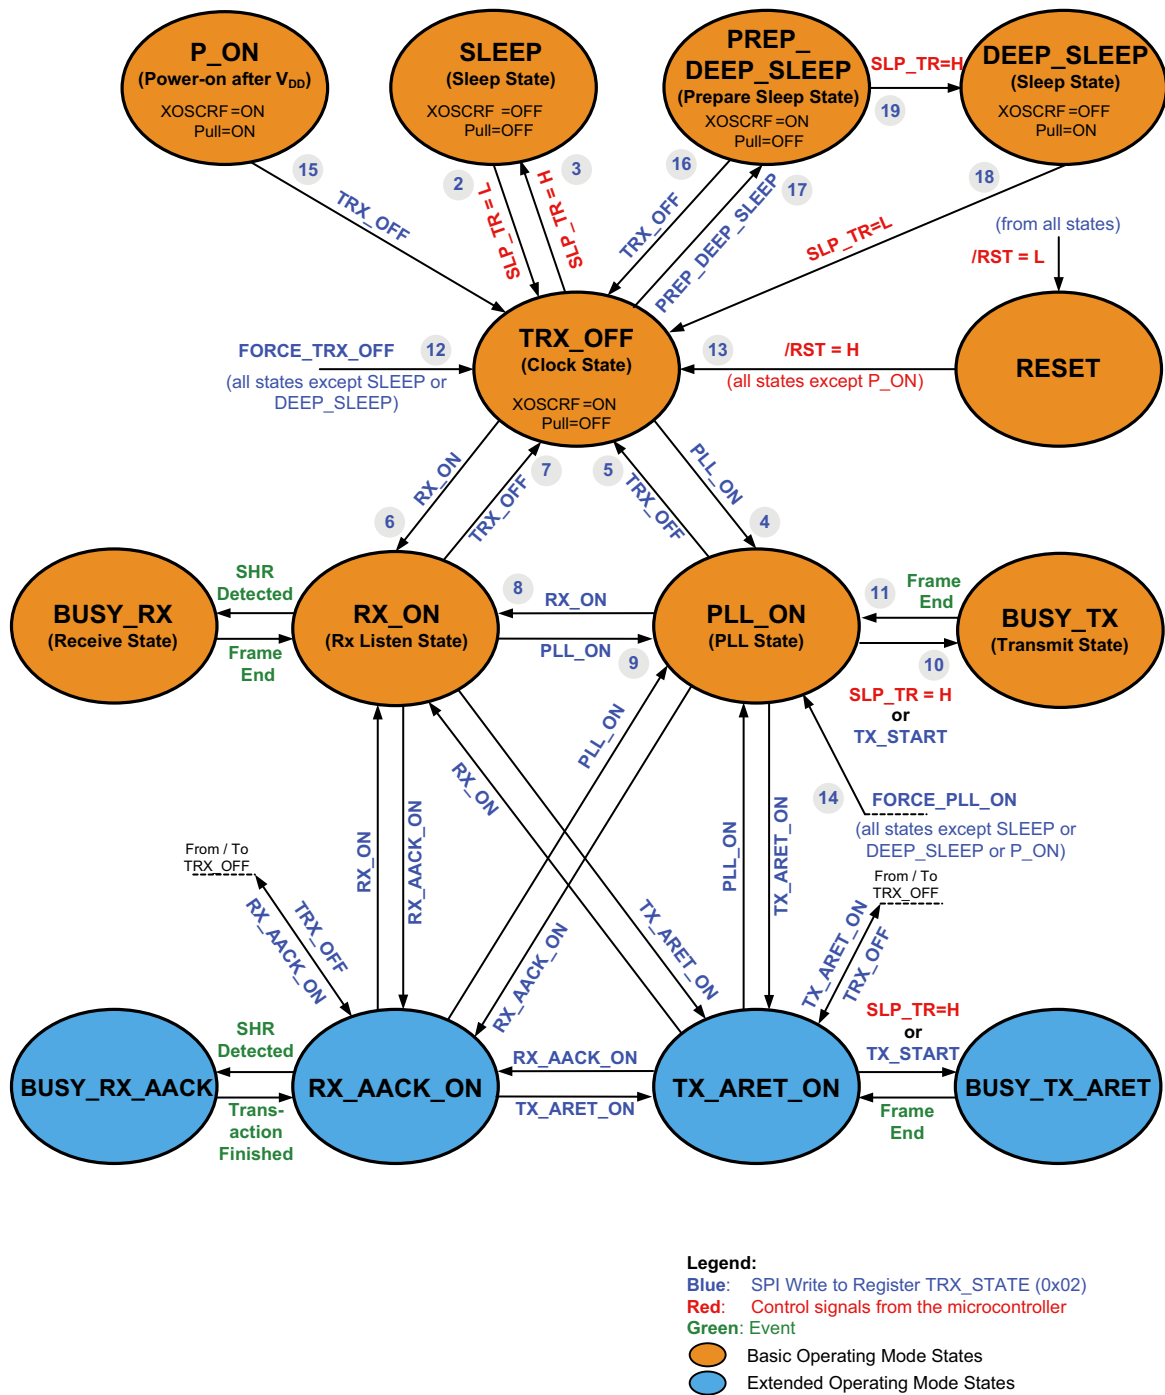 P_ON
(Power-on after VDD)
XOSCRF=ON
Pull=ON
SLEEP
(Sleep State)
XOSCRF=OFF
Pull=OFF
PREP_
DEEP_SLEEP
(Prepare Sleep State)
XOSCRF=ON
Pull=OFF
SLP_TR=H
19
DEEP_SLEEP
(Sleep State)
XOSCRF=OFF
Pull=ON
15
TRX_OFF
2
SLP_TR = L
3
SLP_TR = H
16
TRX_OFF
17
PREP_DEEP_SLEEP
18
SLP_TR=L
(from all states)
/RST = L
RESET
FORCE_TRX_OFF
12
(all states except SLEEP or
DEEP_SLEEP)
TRX_OFF
(Clock State)
XOSCRF=ON
Pull=OFF
13
/RST = H
(all states except P_ON)
RX_ON
6
7
TRX_OFF
5
TRX_OFF
PLL_ON
4
BUSY_RX
(Receive State)
SHR
Detected
Frame
End
RX_ON
(Rx Listen State)
8
RX_ON
PLL_ON
9
PLL_ON
(PLL State)
11
Frame
End
10
SLP_TR = H
or
TX_START
BUSY_TX
(Transmit State)
14
FORCE_PLL_ON
(all states except SLEEP or
DEEP_SLEEP or P_ON)
RX_ON
RX_AACK_ON
RX_ON
PLL_ON
TX_ARET_ON
RX_AACK_ON
PLL_ON
TX_ARET_ON
From / To
TRX_OFF
TRX_OFF
RX_AACK_ON
From / To
TRX_OFF
TX_ARET_ON
TRX_OFF
BUSY_RX_AACK
SHR
Detected
Trans-
action
Finished
RX_AACK_ON
RX_AACK_ON
TX_ARET_ON
TX_ARET_ON
SLP_TR=H
or
TX_START
Frame
End
BUSY_TX_ARET
Legend:
Blue: SPI Write to Register TRX_STATE (0x02)
Red: Control signals from the microcontroller
Green: Event
Basic Operating Mode States
Extended Operating Mode States